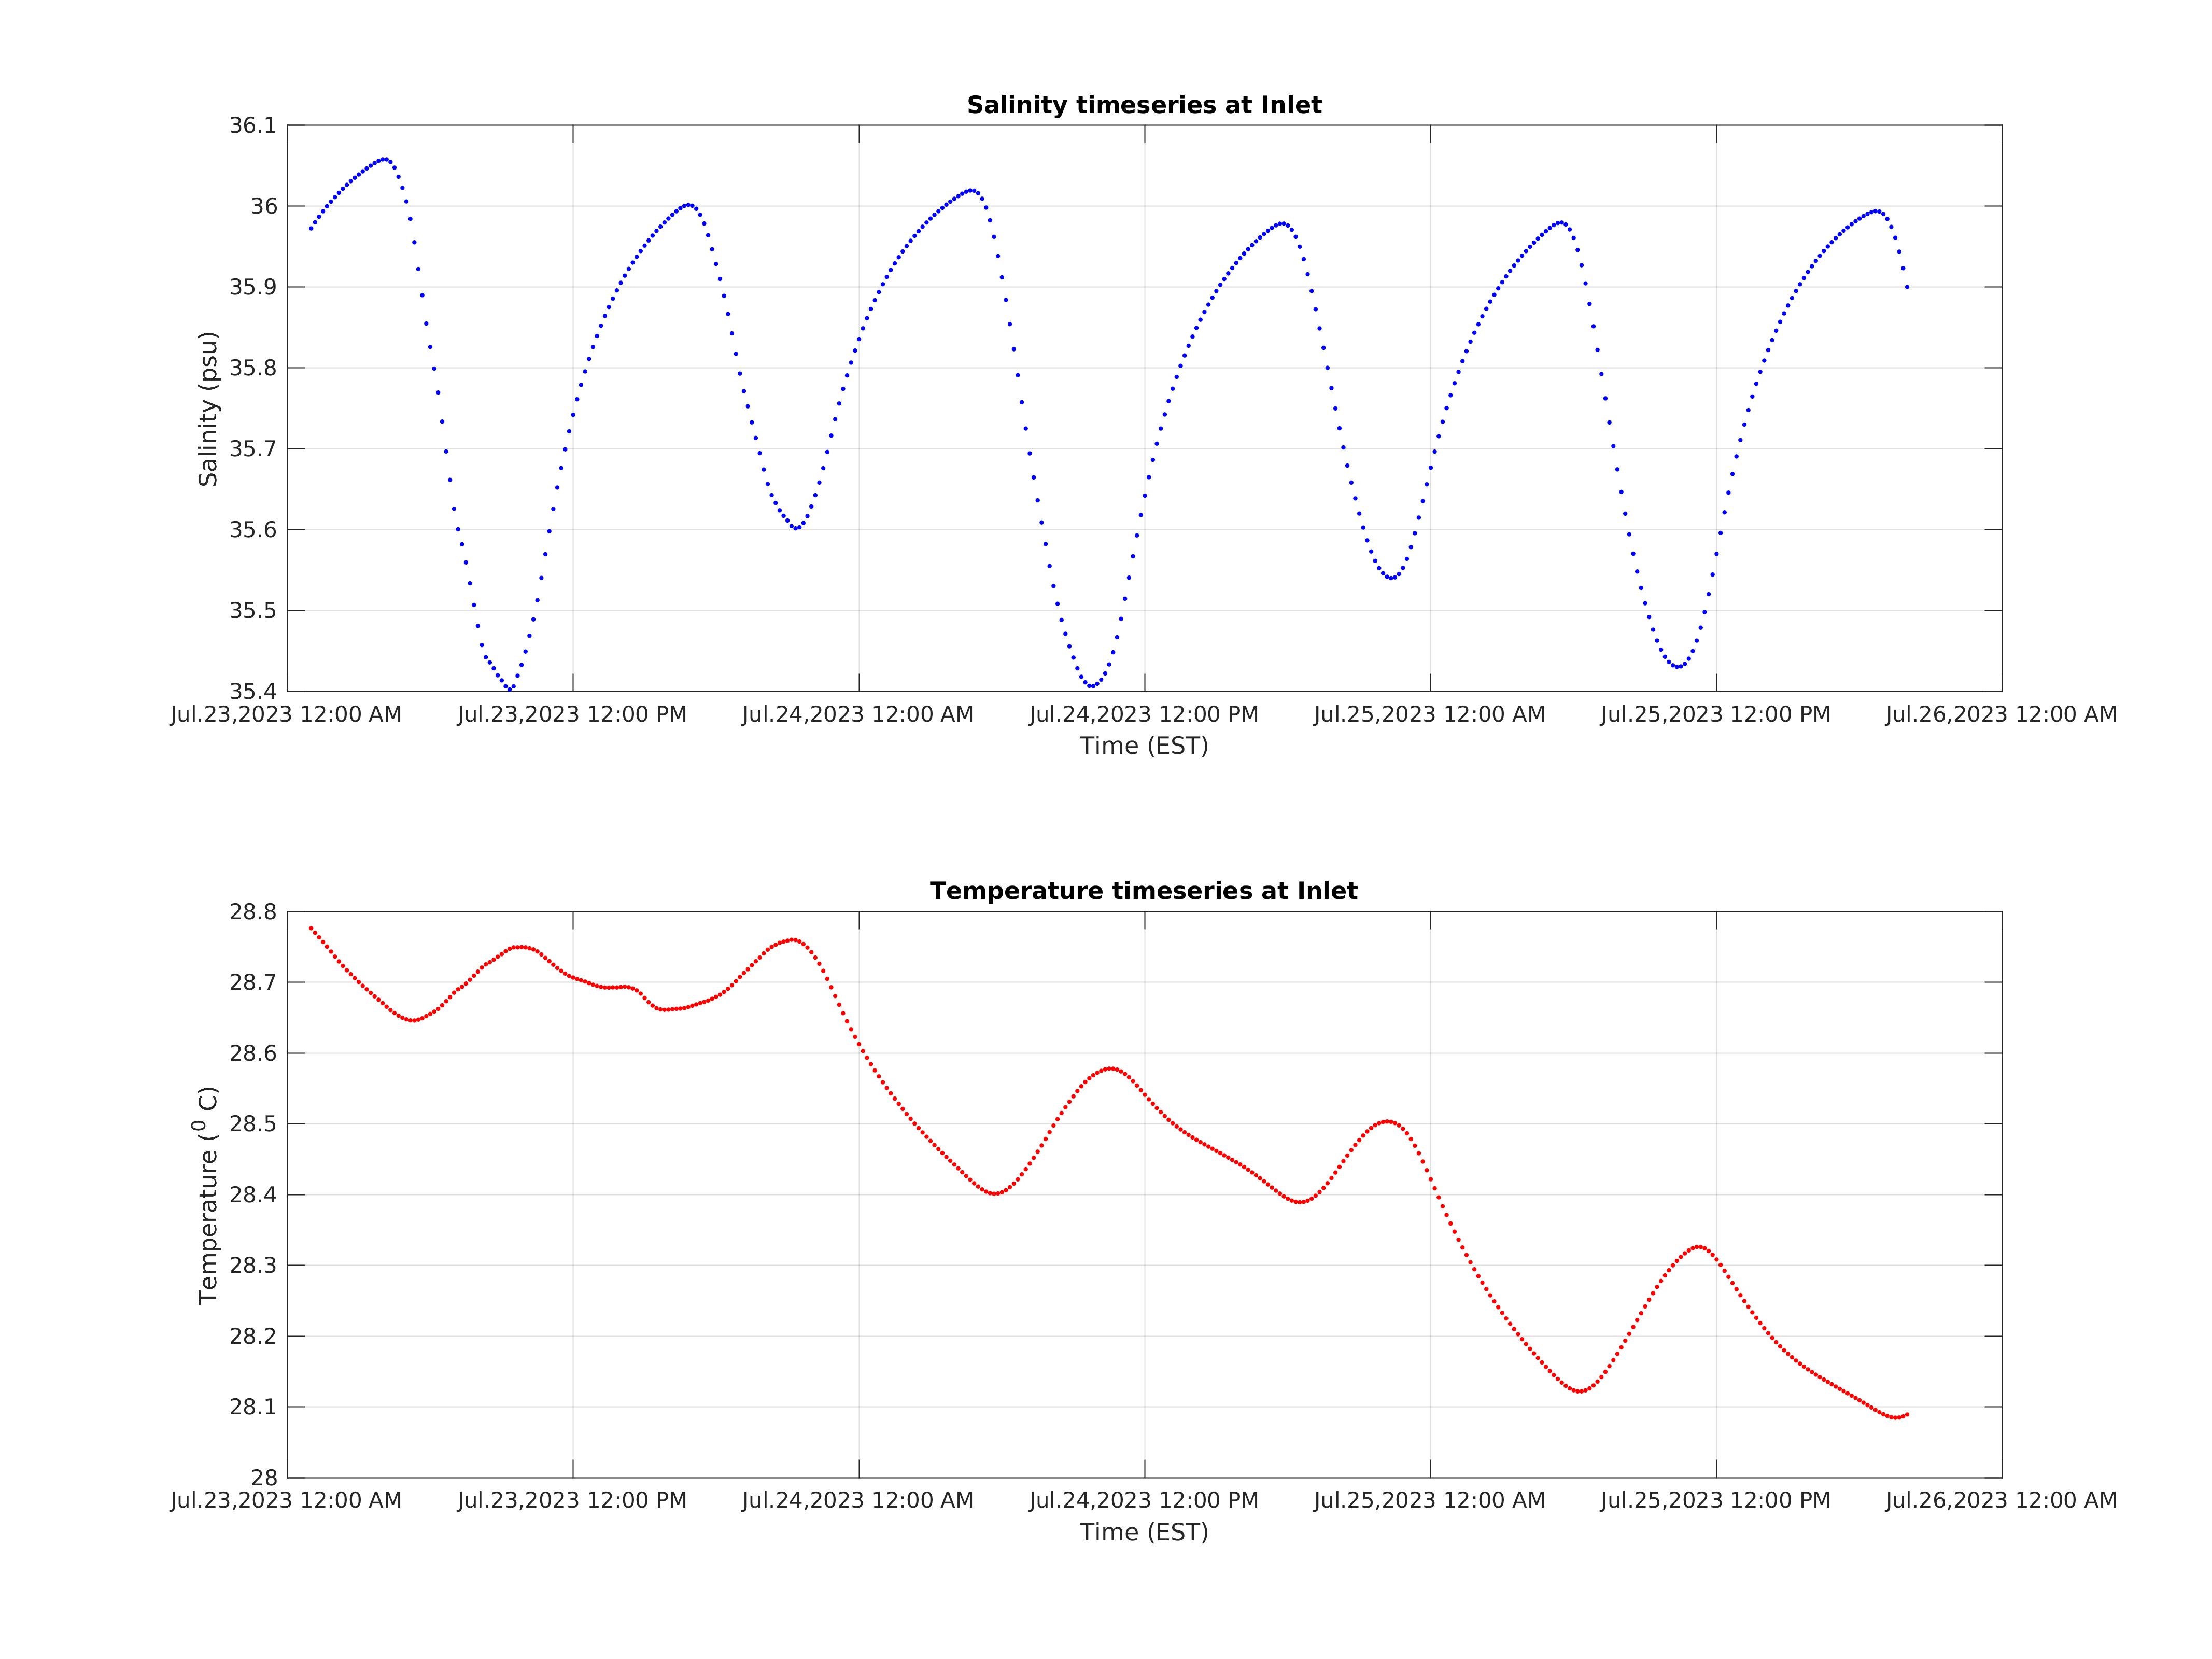 Salinity timeseries at Inlet
36.1
36
35.9
35.8
35.7
35.6
35.5
35.4
Salinity (psu)
Jul.23,2023 12:00 AM Jul.23,2023 12:00 PM Jul.24,2023 12:00 AM Jul.24,2023 12:00 PM Jul.25,2023 12:00 AM Jul.25,2023 12:00 PM Jul.26,2023 12:00 AM
Time (EST)
Temperature timeseries at Inlet
28.8
28.7
28.6
28.5
28.4
28.3
28.2
28.1
28
Temperature (⁰ C)
Jul.23,2023 12:00 AM Jul.23,2023 12:00 PM Jul.24,2023 12:00 AM Jul.24,2023 12:00 PM Jul.25,2023 12:00 AM Jul.25,2023 12:00 PM Jul.26,2023 12:00 AM
Time (EST)